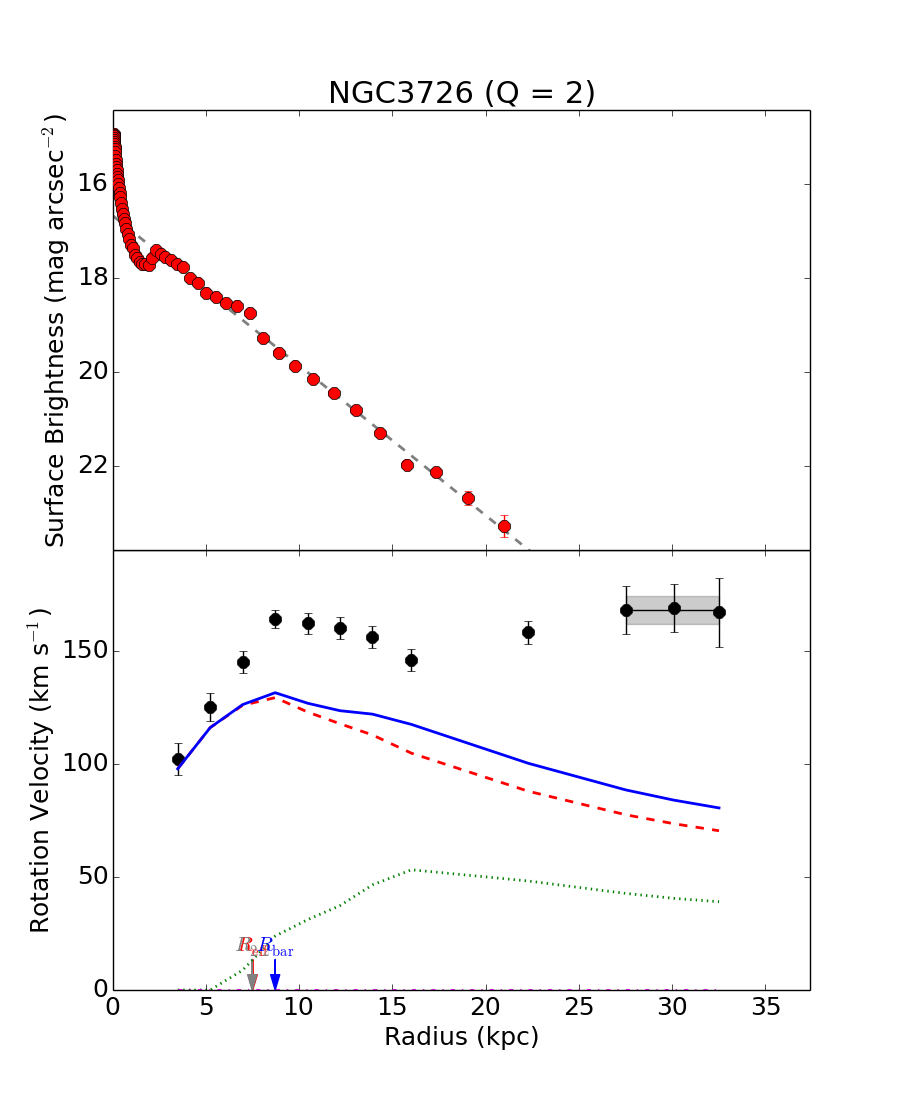 NGC3726 (Q = 2)
Surface Brightness (mag arcsec⁻²)
16
18
20
22
Rotation Velocity (km s⁻¹)
150
100
50
0
R_bar
0 5 10 15 20 25 30 35
Radius (kpc)